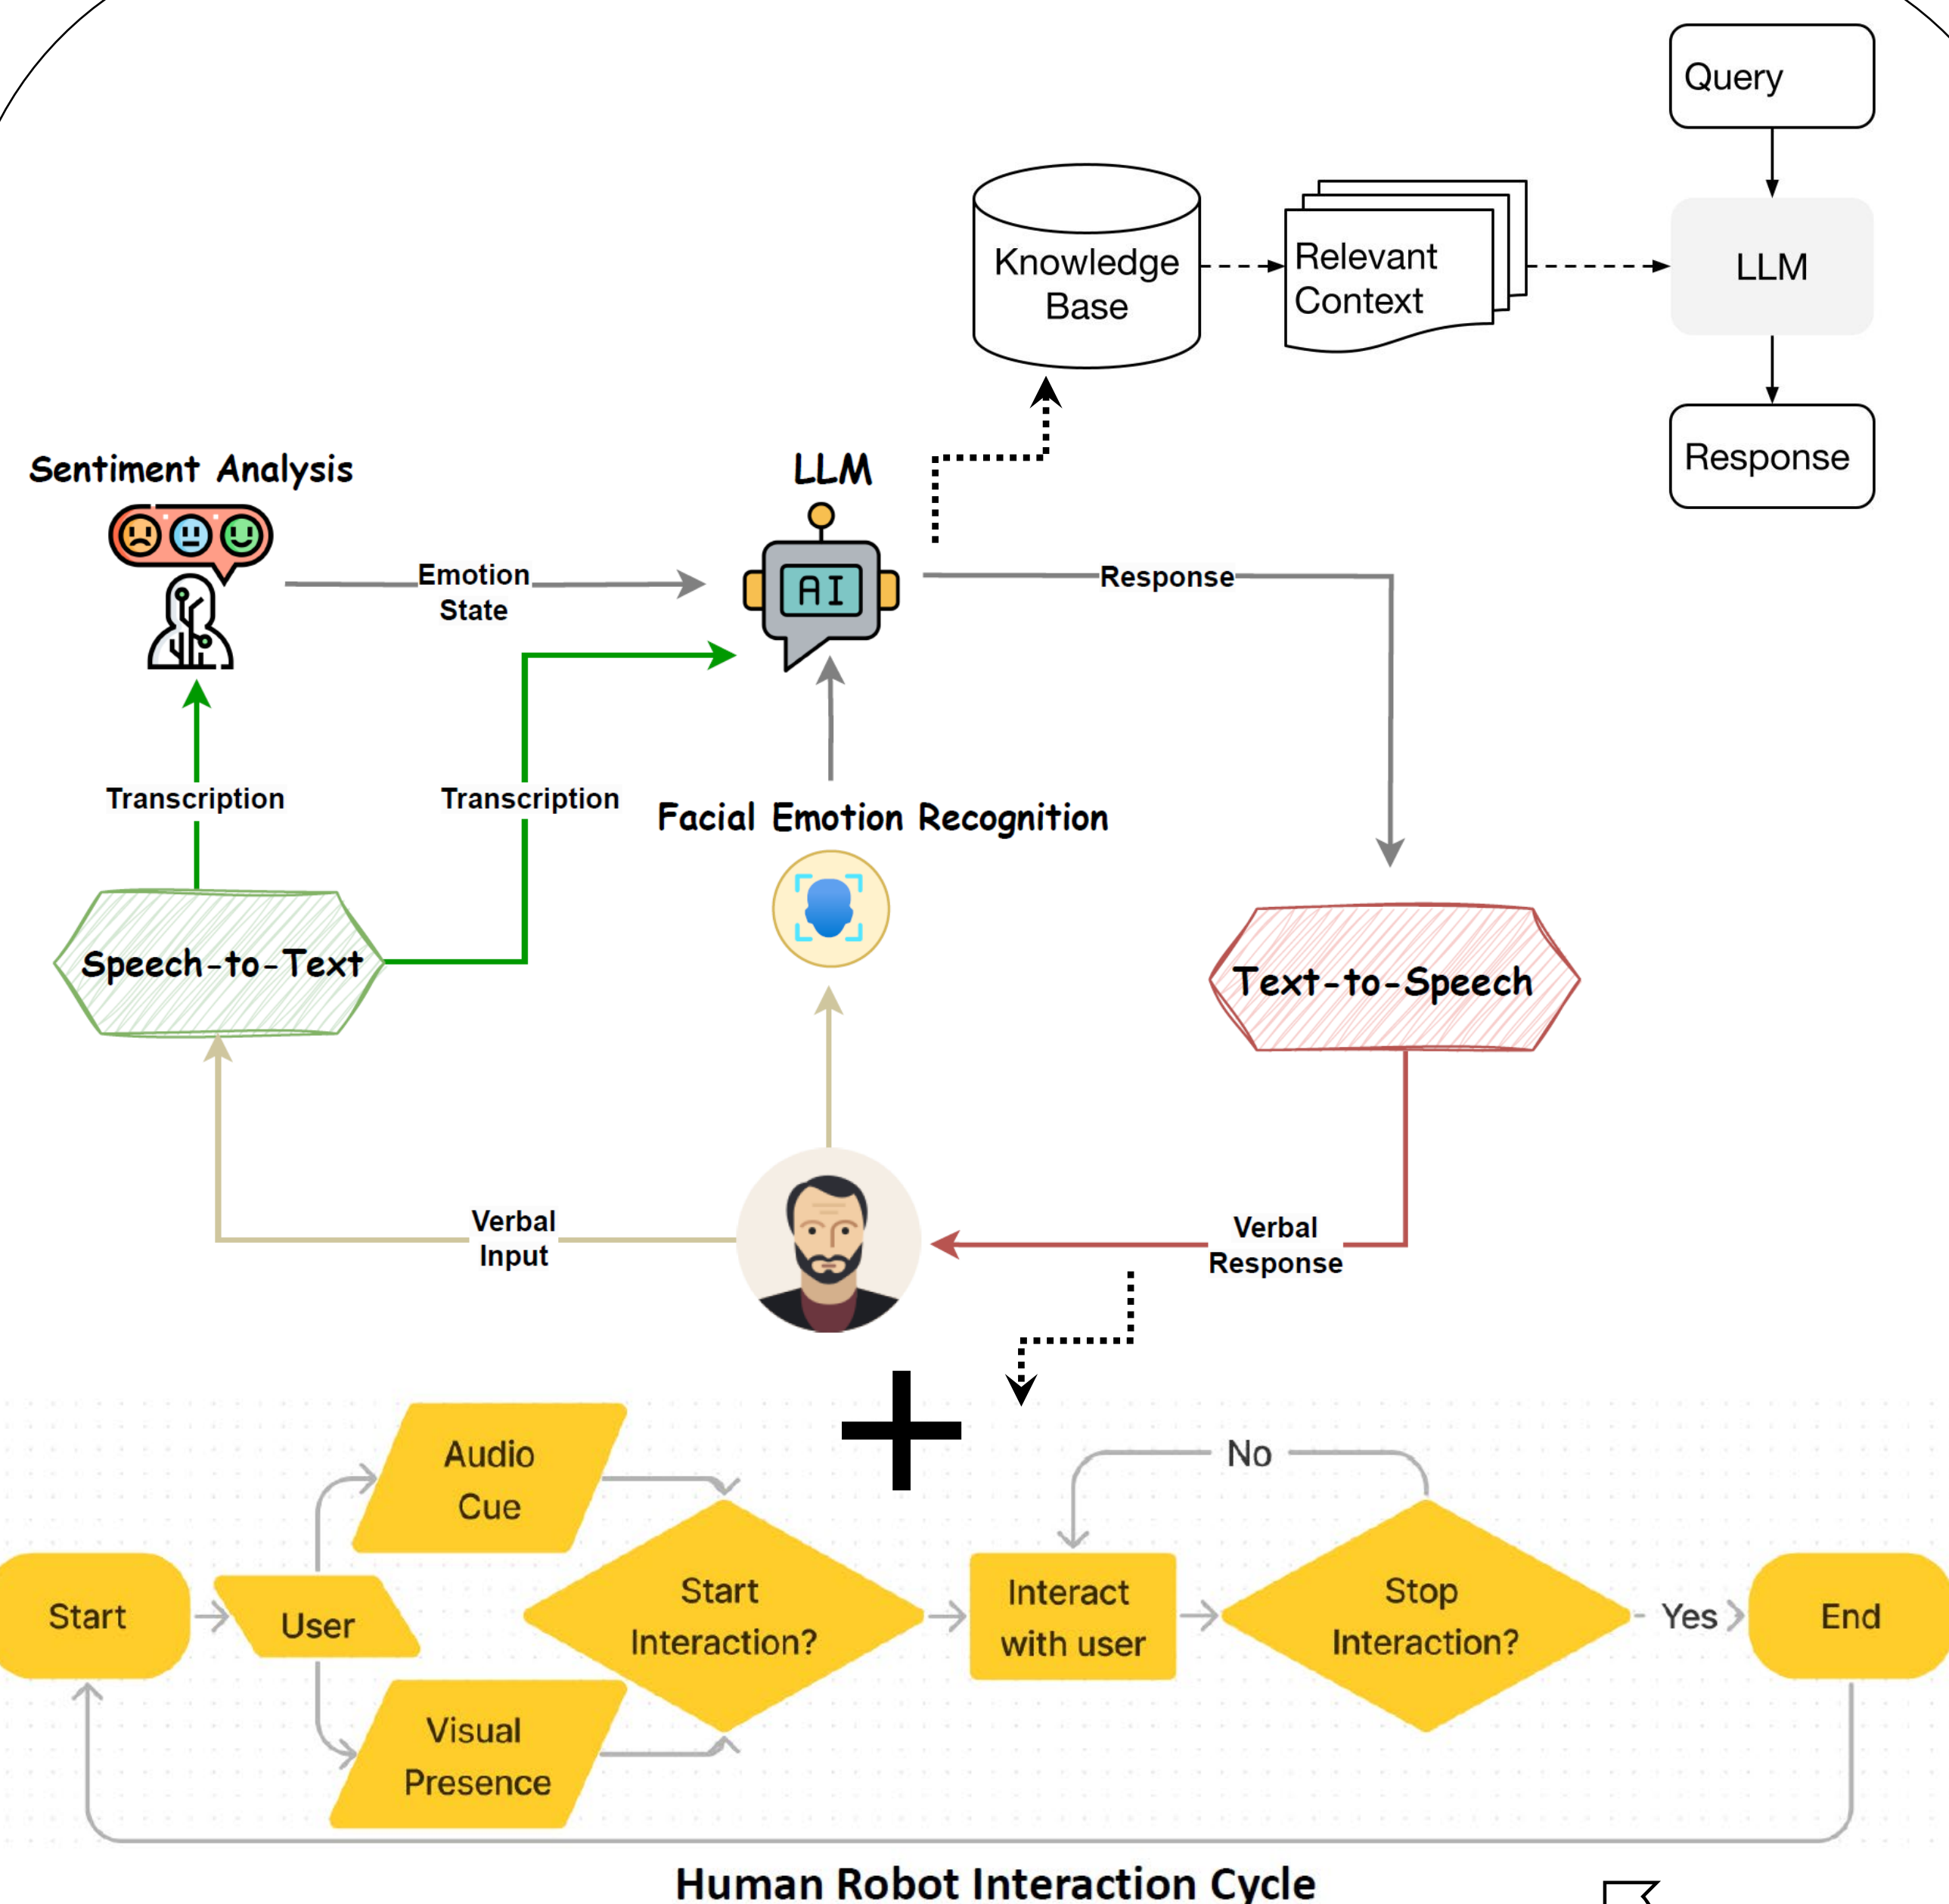 Query
Knowledge
Base
Relevant
Context
LLM
Response
Sentiment Analysis
LLM
AI
Emotion
State
Response
Transcription
Transcription
Facial Emotion Recognition
Speech-to-Text
Text-to-Speech
Verbal
Input
Verbal
Response
Audio
Cue
No
Start
User
Start
Interaction?
Interact
with user
Stop
Interaction?
Yes
End
Visual
Presence
Human Robot Interaction Cycle